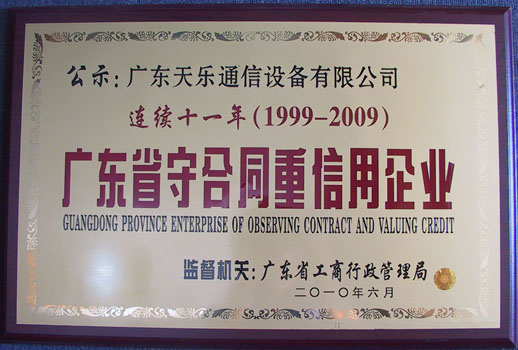 公示：广东天乐通信设备有限公司
连续十一年(1999-2009)
广东省守合同重信用企业
GUANGDONG PROVINCE ENTERPRISE OF OBSERVING CONTRACT AND VALUING CREDIT
监督机关：广东省工商行政管理局
二〇一〇年六月